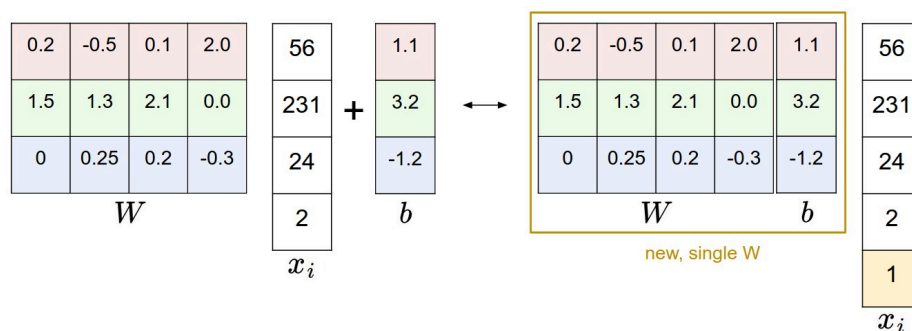 0.2 -0.5 0.1 2.0
1.5 1.3 2.1 0.0
0 0.25 0.2 -0.3
W
56
231
24
2
x_i
+
1.1
3.2
-1.2
b
↔
0.2 -0.5 0.1 2.0 1.1
1.5 1.3 2.1 0.0 3.2
0 0.25 0.2 -0.3 -1.2
W b
new, single W
56
231
24
2
1
x_i